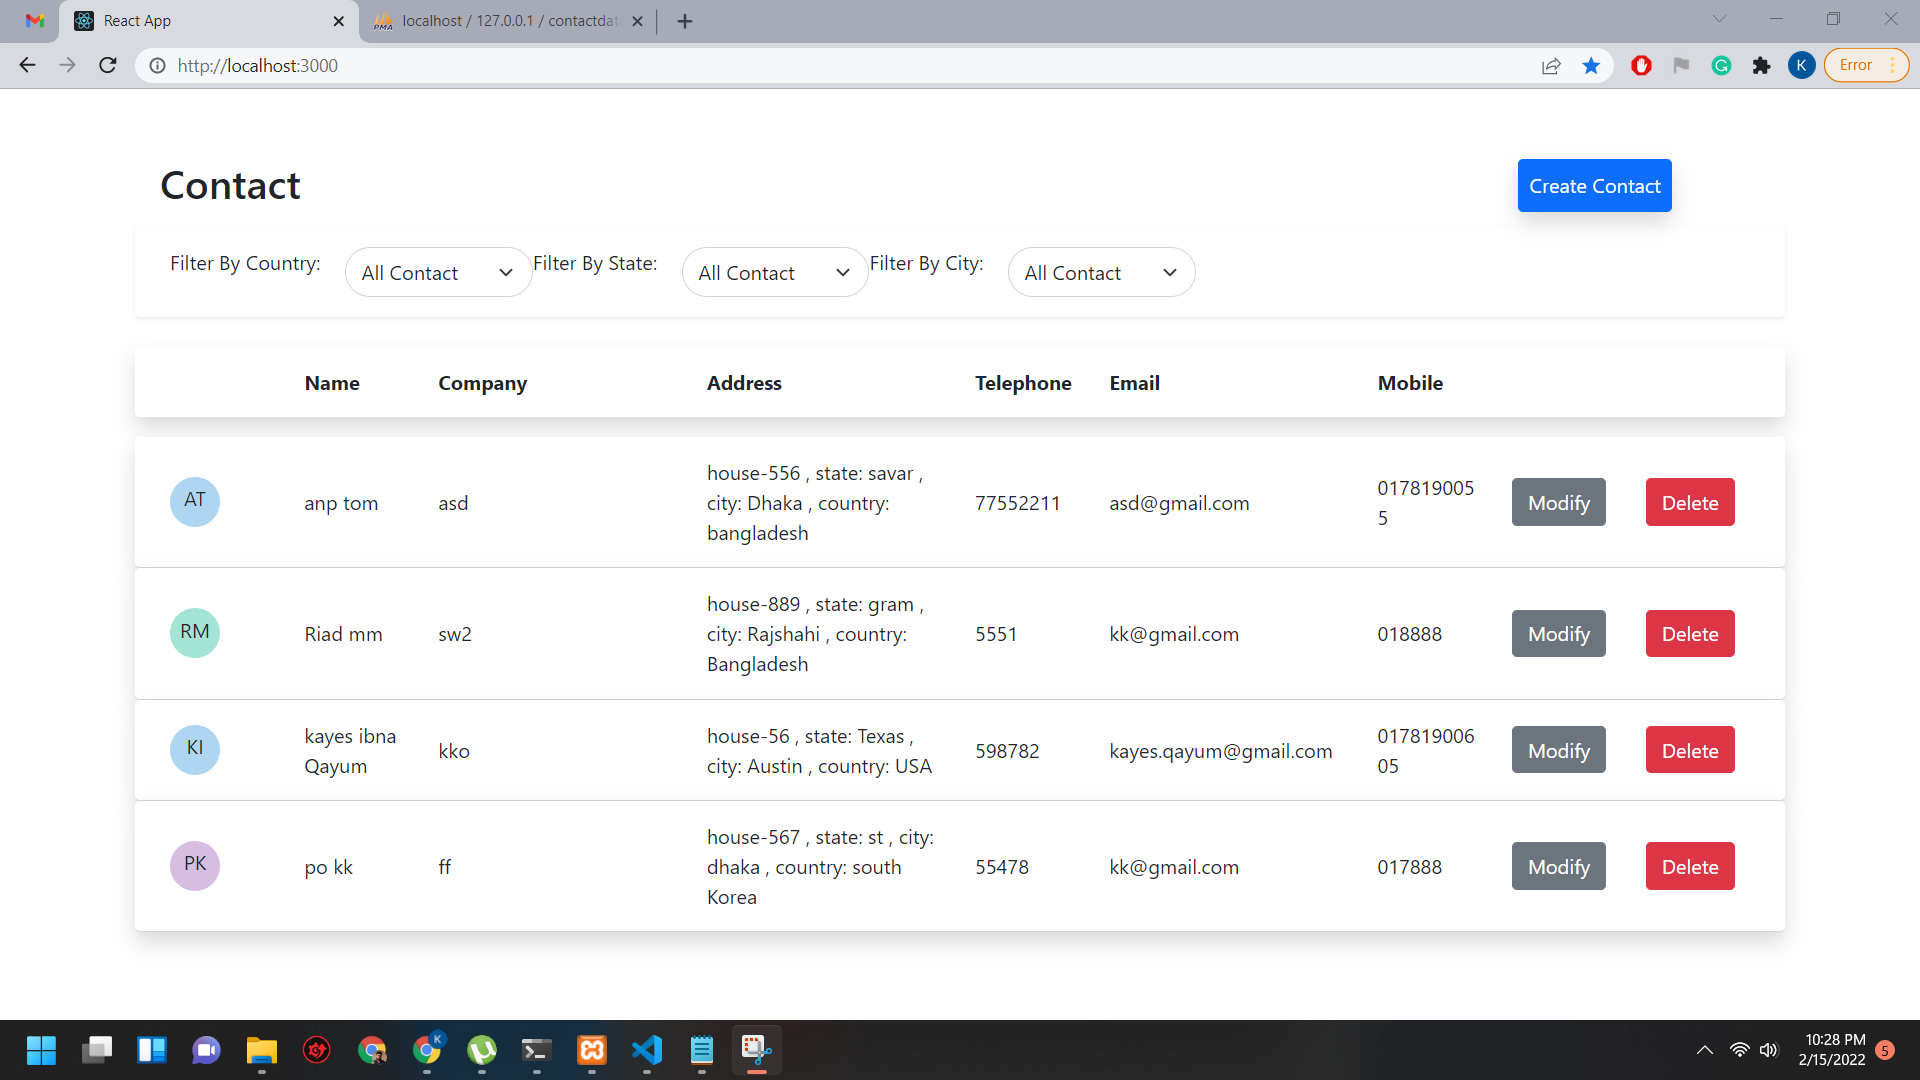 React App
localhost / 127.0.0.1 / contactdat
http://localhost:3000
K
Error
Contact
Create Contact
Filter By Country:
All Contact
Filter By State:
All Contact
Filter By City:
All Contact
Name Company Address Telephone Email Mobile
AT
anp tom
asd
house-556 , state: savar ,
city: Dhaka , country:
bangladesh
77552211
asd@gmail.com
017819005
5
Modify
Delete
RM
Riad mm
sw2
house-889 , state: gram ,
city: Rajshahi , country:
Bangladesh
5551
kk@gmail.com
018888
Modify
Delete
KI
kayes ibna
Qayum
kko
house-56 , state: Texas ,
city: Austin , country: USA
598782
kayes.qayum@gmail.com
017819006
05
Modify
Delete
PK
po kk
ff
house-567 , state: st , city:
dhaka , country: south
Korea
55478
kk@gmail.com
017888
Modify
Delete
K
10:28 PM
2/15/2022
5